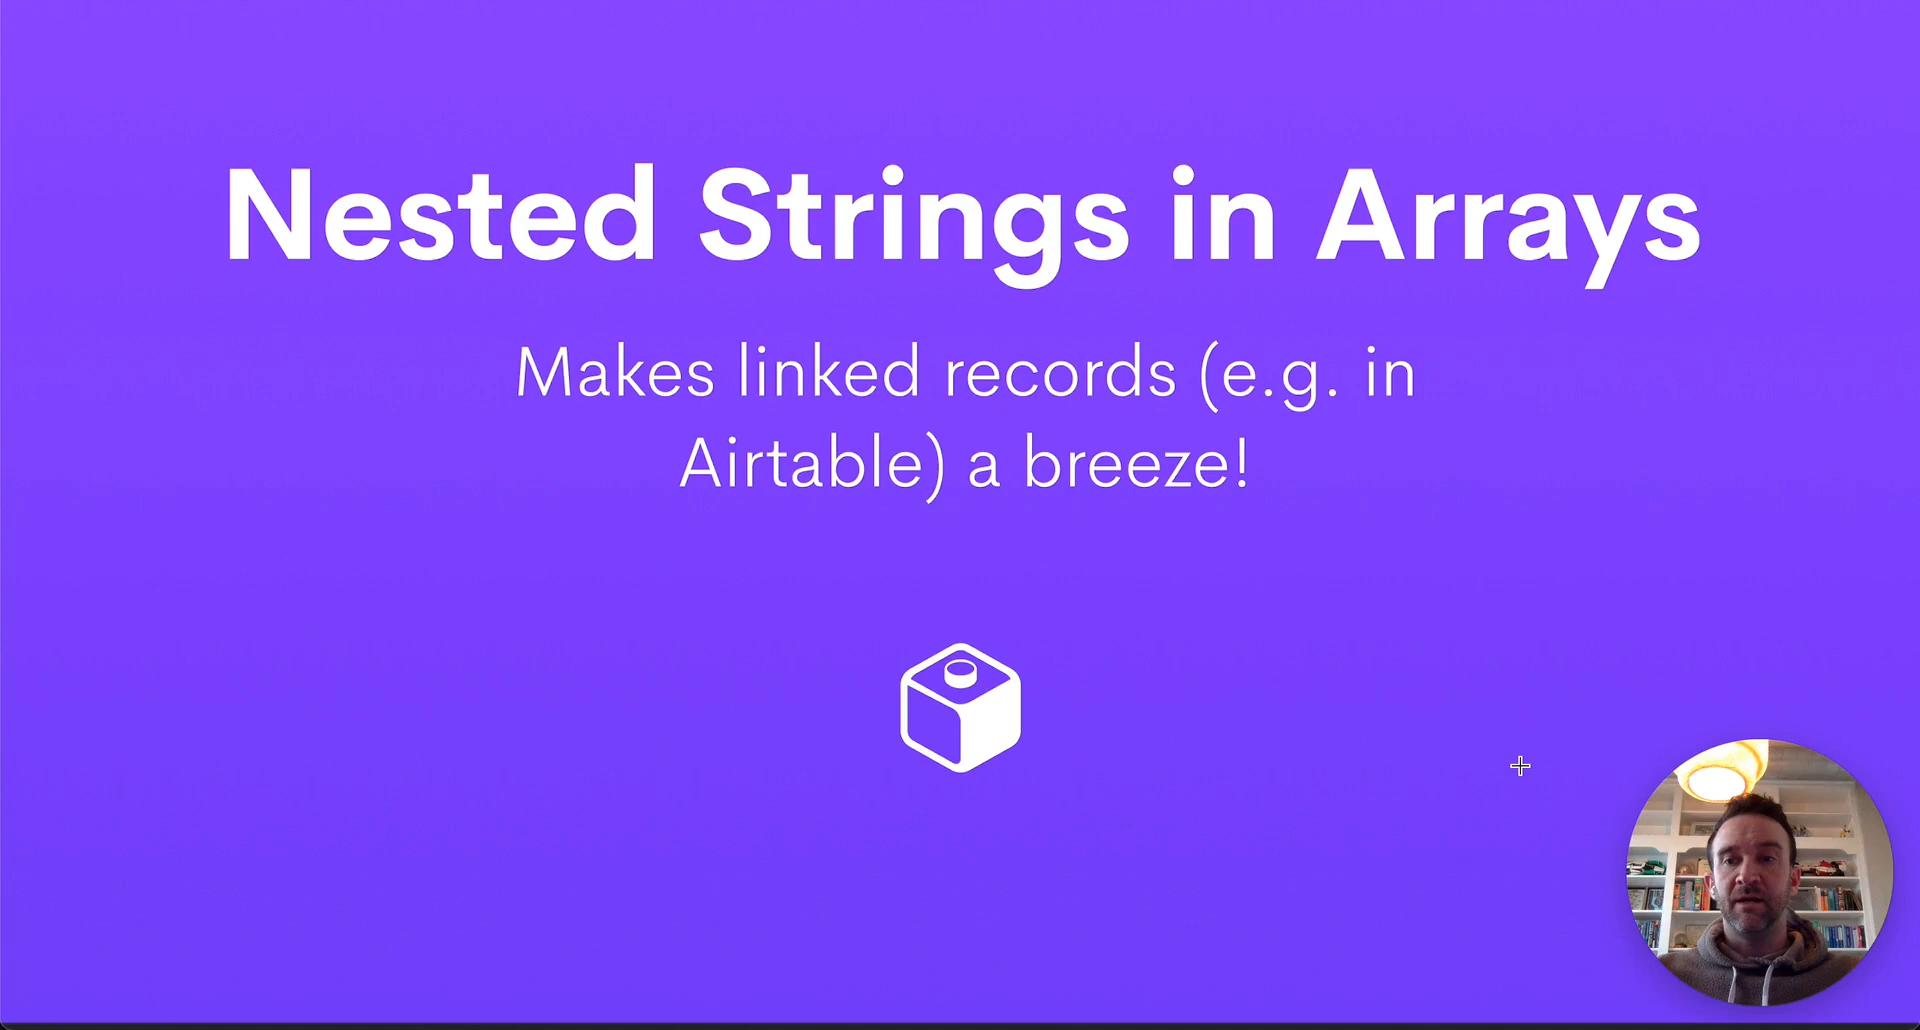 Nested Strings in Arrays
Makes linked records (e.g. in
Airtable) a breeze!